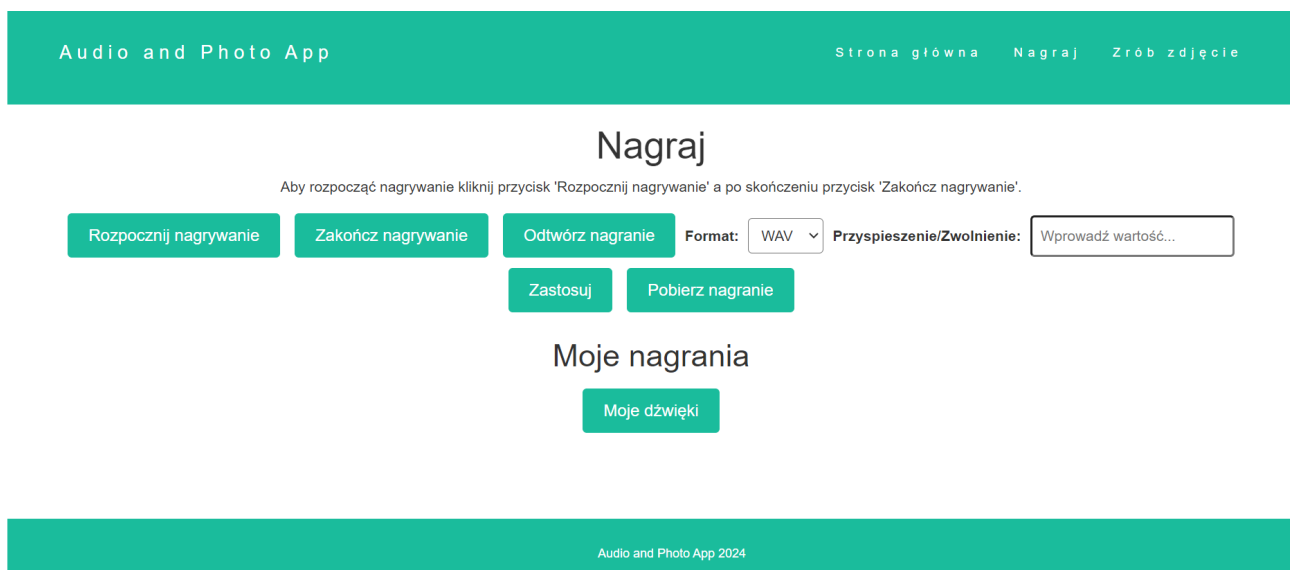 Audio and Photo App Strona główna Nagraj Zrób zdjęcie
Nagraj
Aby rozpocząć nagrywanie kliknij przycisk 'Rozpocznij nagrywanie' a po skończeniu przycisk 'Zakończ nagrywanie'.
Rozpocznij nagrywanie Zakończ nagrywanie Odtwórz nagranie Format: WAV Przyspieszenie/Zwolnienie: Wprowadź wartość...
Zastosuj Pobierz nagranie
Moje nagrania
Moje dźwięki
Audio and Photo App 2024